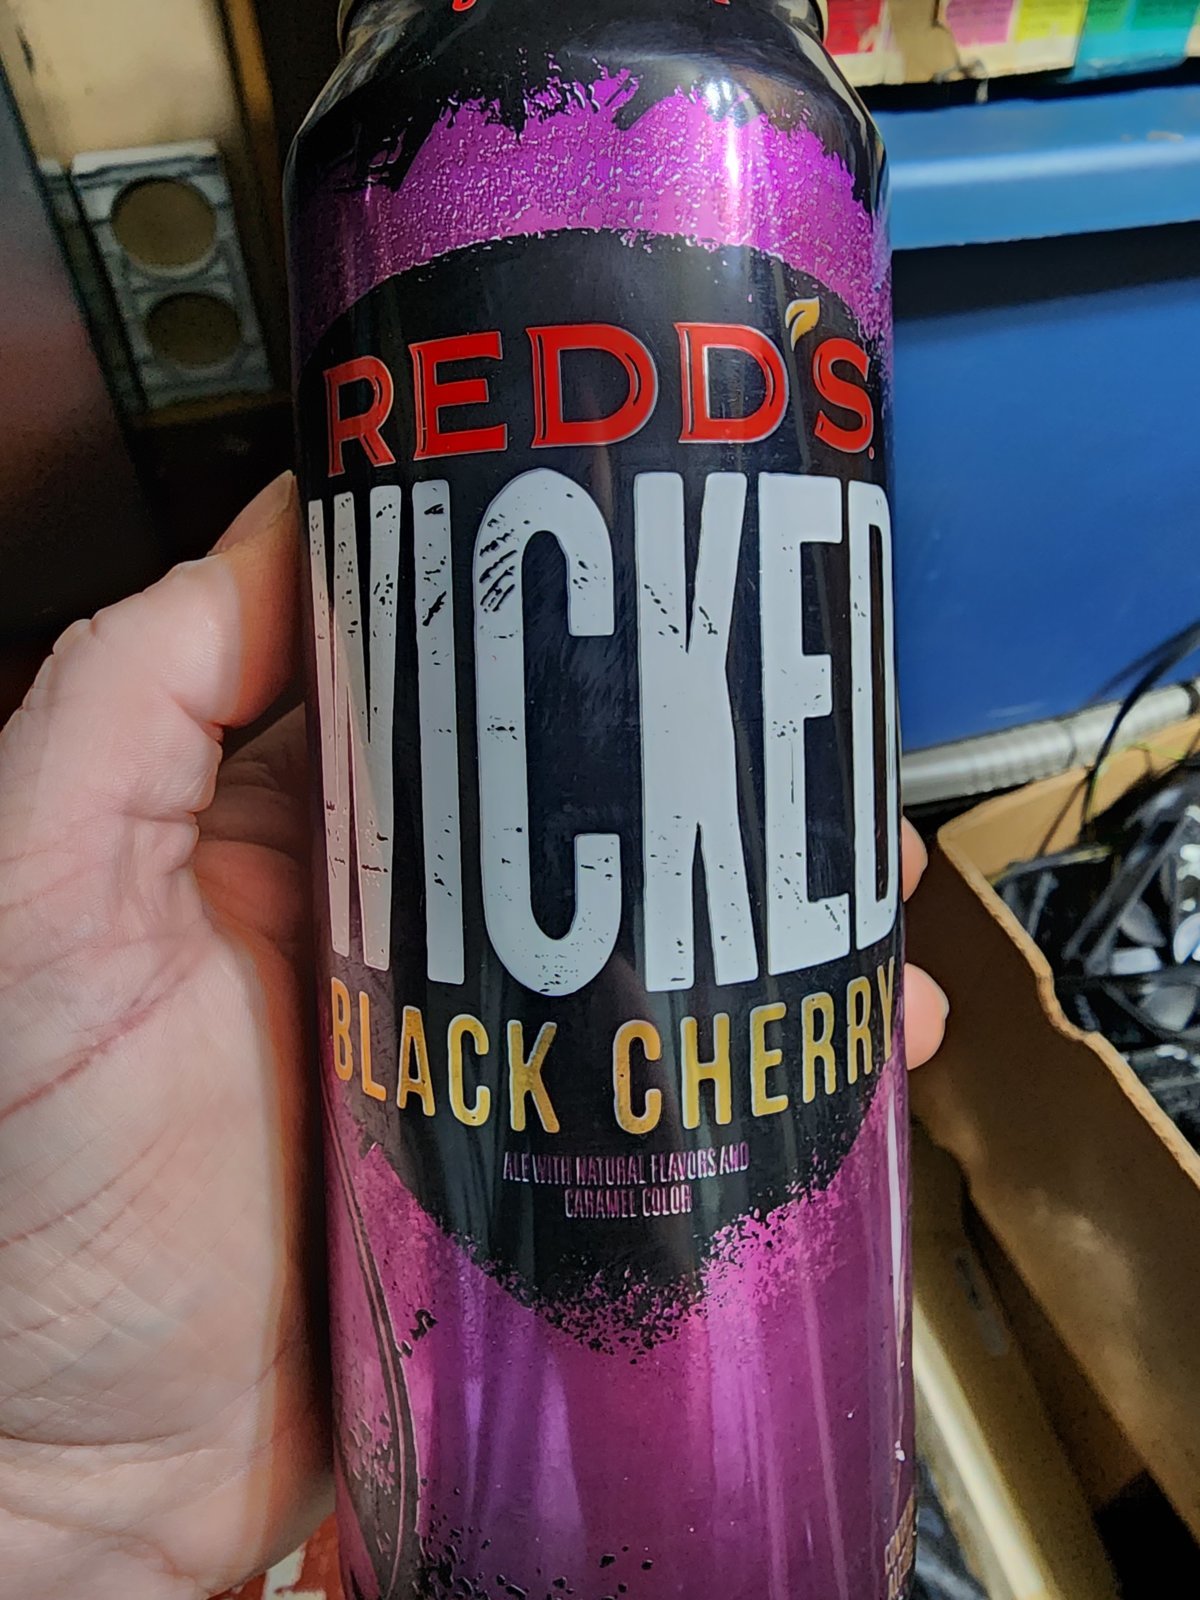 REDD'S
WICKED
BLACK CHERRY
ALE WITH NATURAL FLAVORS AND
CARAMEL COLOR